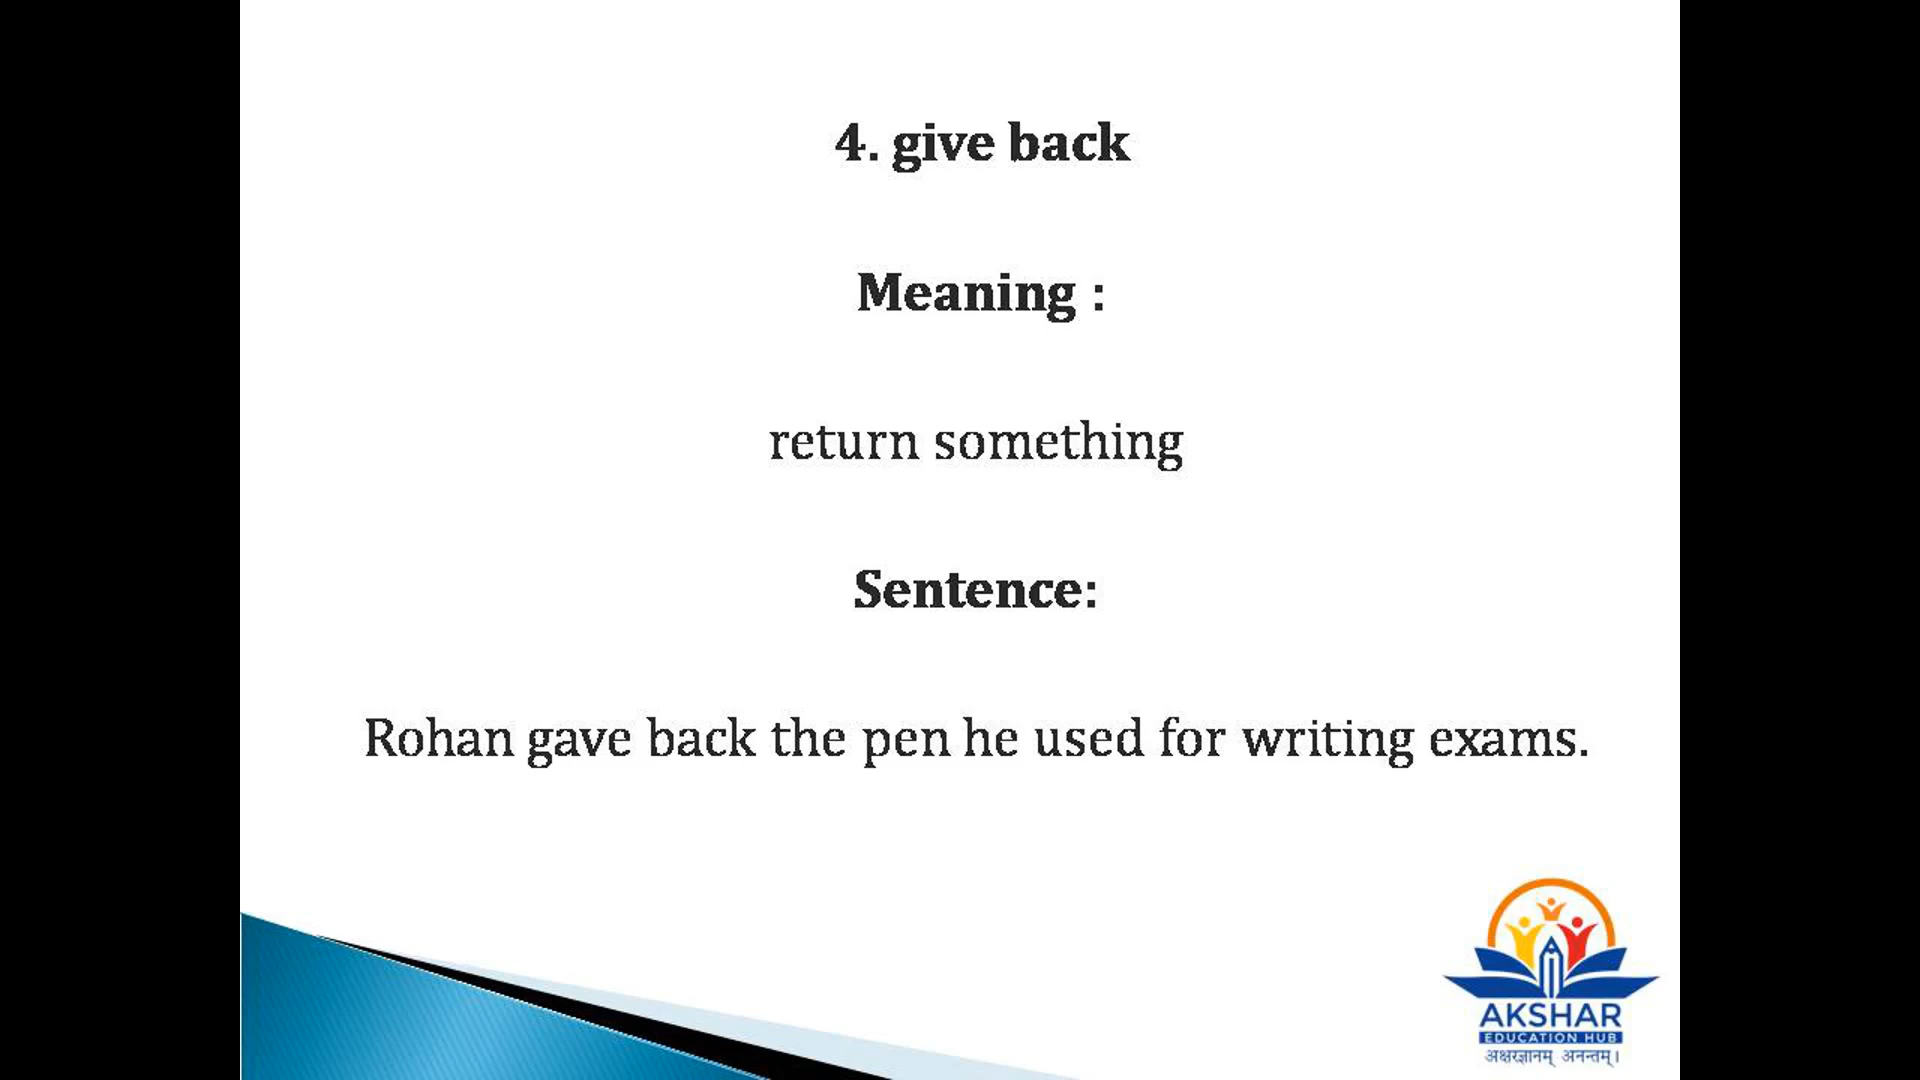 4. give back
Meaning :
return something
Sentence:
Rohan gave back the pen he used for writing exams.
AKSHAR
EDUCATION HUB
अक्षरज्ञानम् अनन्तम्।